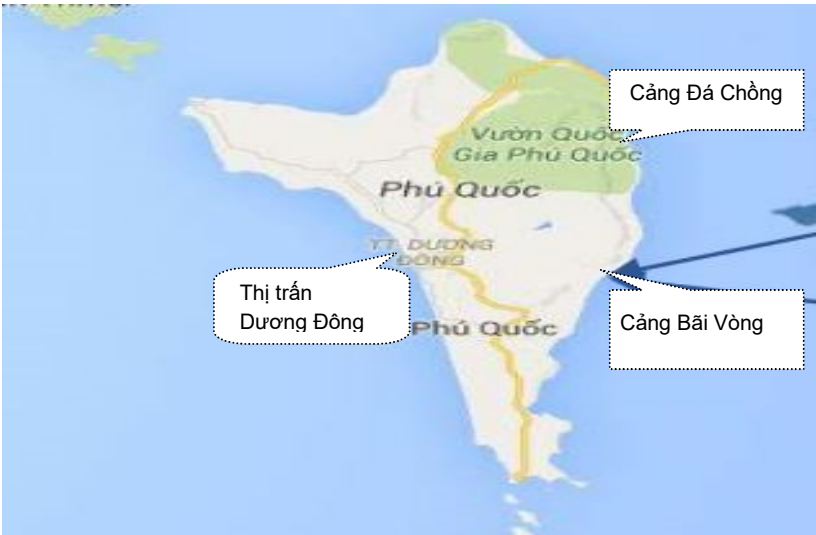 Cảng Đá Chồng
Vườn Quốc
Gia Phú Quốc
Phú Quốc
TT. DƯƠNG
ĐÔNG
Thị trấn
Dương Đông
Phú Quốc
Cảng Bãi Vòng